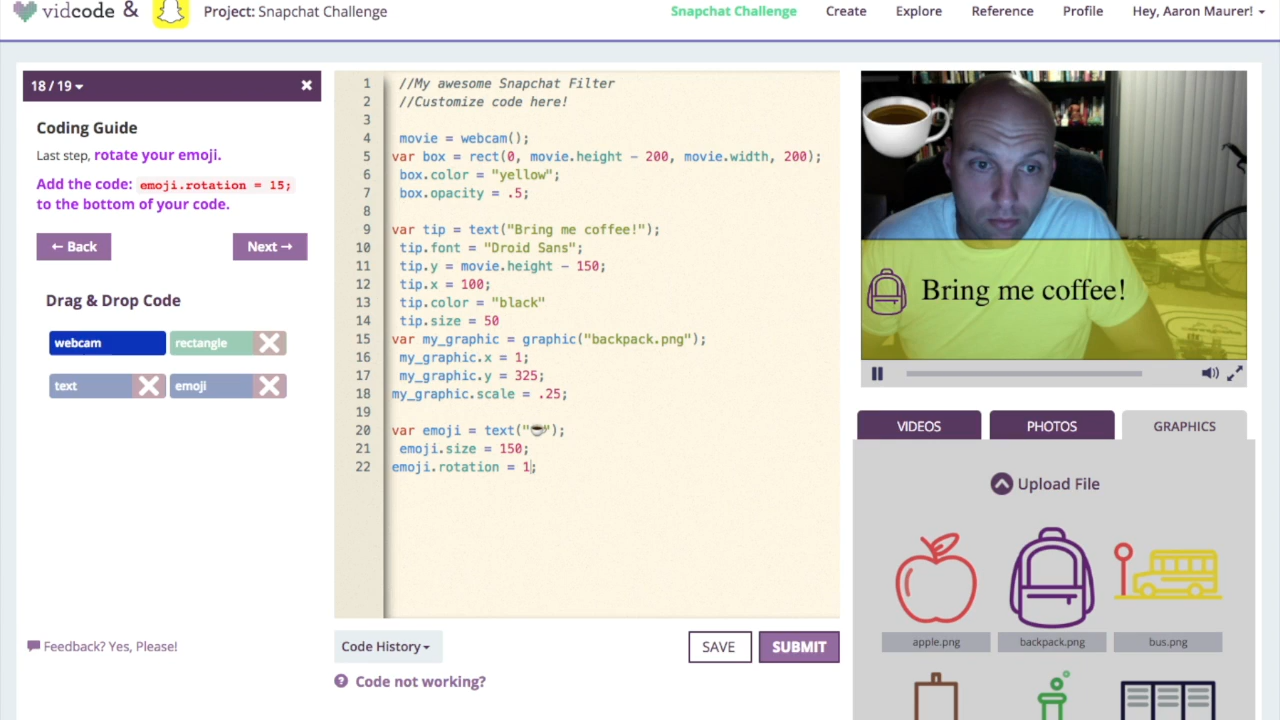 vidcode & Project: Snapchat Challenge
Snapchat Challenge Create Explore Reference Profile Hey, Aaron Maurer!
18 / 19
Coding Guide
Last step, rotate your emoji.
Add the code: emoji.rotation = 15;
to the bottom of your code.
← Back Next →
Drag & Drop Code
webcam rectangle
text emoji
Feedback? Yes, Please!
1 //My awesome Snapchat Filter
2 //Customize code here!
3
4 movie = webcam();
5 var box = rect(0, movie.height - 200, movie.width, 200);
6 box.color = "yellow";
7 box.opacity = .5;
8
9 var tip = text("Bring me coffee!");
10 tip.font = "Droid Sans";
11 tip.y = movie.height - 150;
12 tip.x = 100;
13 tip.color = "black"
14 tip.size = 50
15 var my_graphic = graphic("backpack.png");
16 my_graphic.x = 1;
17 my_graphic.y = 325;
18 my_graphic.scale = .25;
19
20 var emoji = text("☕");
21 emoji.size = 150;
22 emoji.rotation = 1;
Code History SAVE SUBMIT
Code not working?
Bring me coffee!
VIDEOS PHOTOS GRAPHICS
Upload File
apple.png backpack.png bus.png